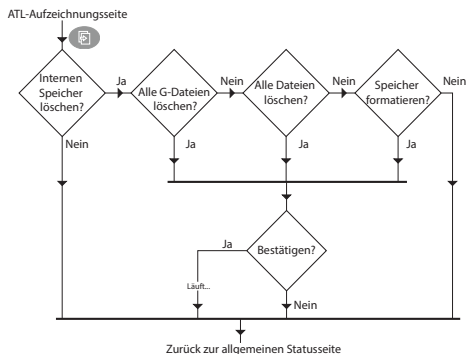 ATL-Aufzeichnungsseite
Internen
Speicher
löschen?
Ja
Alle G-Dateien
löschen?
Nein
Alle Dateien
löschen?
Nein
Speicher
formatieren?
Nein
Nein
Ja
Ja
Ja
Ja
Bestätigen?
Läuft...
Nein
Zurück zur allgemeinen Statusseite